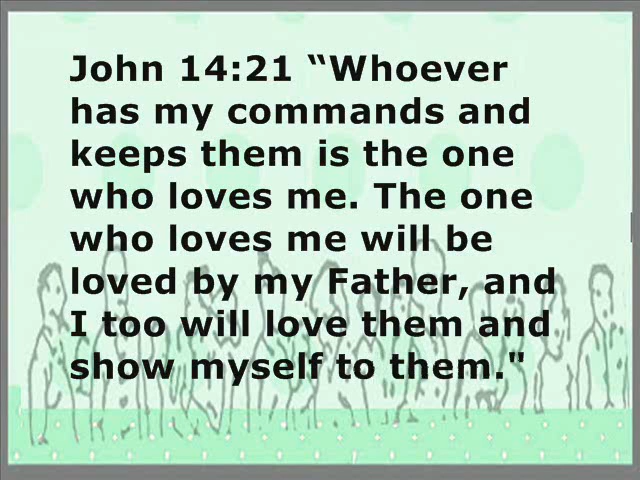 John 14:21 “Whoever
has my commands and
keeps them is the one
who loves me. The one
who loves me will be
loved by my Father, and
I too will love them and
show myself to them."